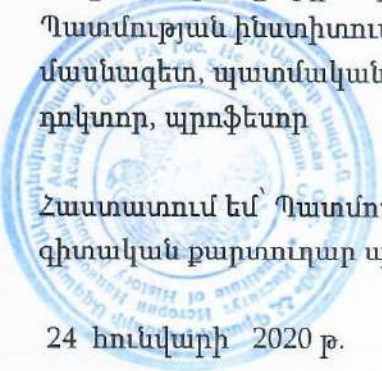 Պատմության ինստիտու
մասնագետ, պատմական
դոկտոր, պրոֆեսոր
Հաստատում եմ՝ Պատմո
գիտական քարտուղար պ
24 հունվարի 2020 թ.